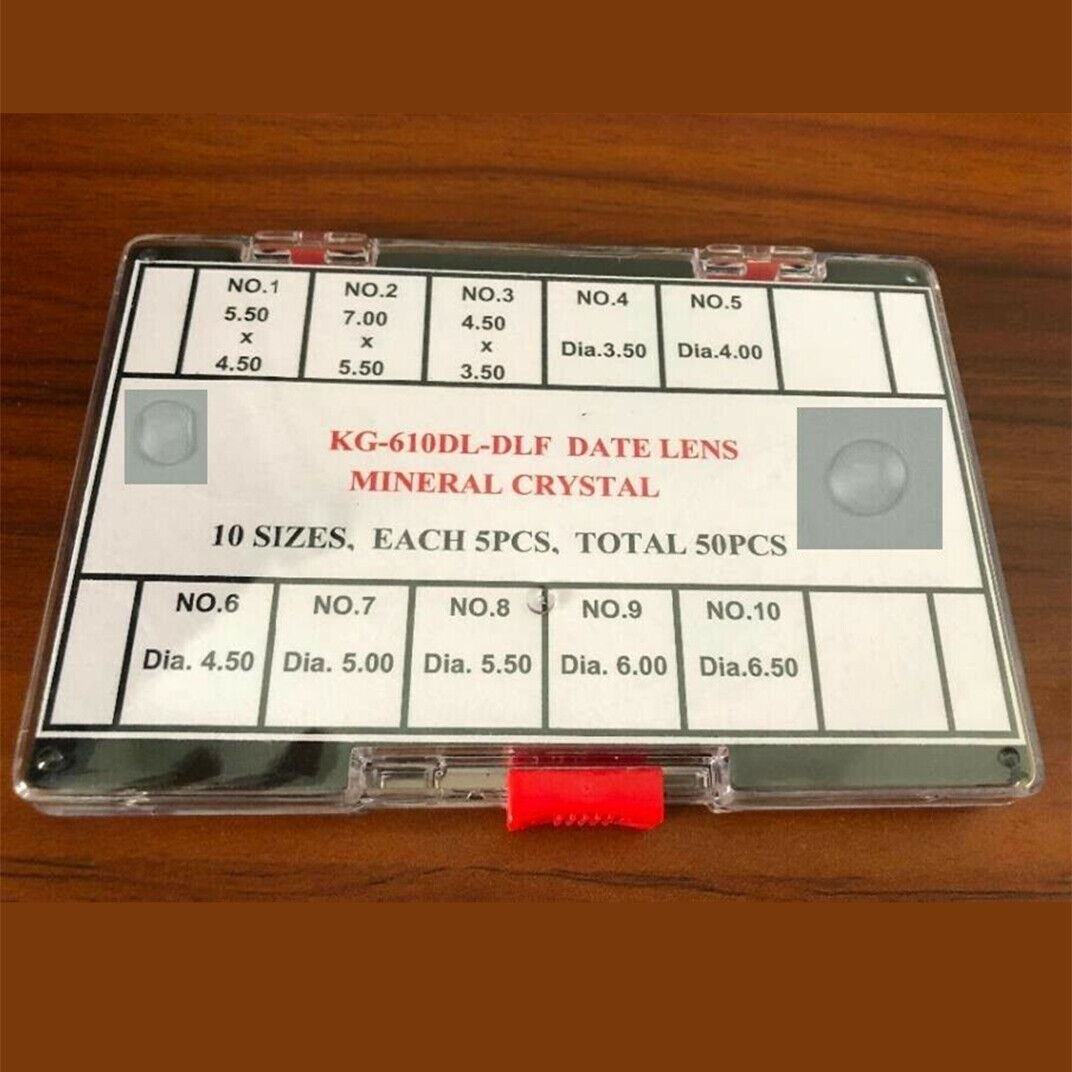 NO.1
5.50
x
4.50
NO.2
7.00
x
5.50
NO.3
4.50
x
3.50
NO.4
Dia.3.50
NO.5
Dia.4.00
KG-610DL-DLF DATE LENS
MINERAL CRYSTAL
10 SIZES, EACH 5PCS, TOTAL 50PCS
NO.6
Dia. 4.50
NO.7
Dia. 5.00
NO.8
Dia. 5.50
NO.9
Dia. 6.00
NO.10
Dia.6.50